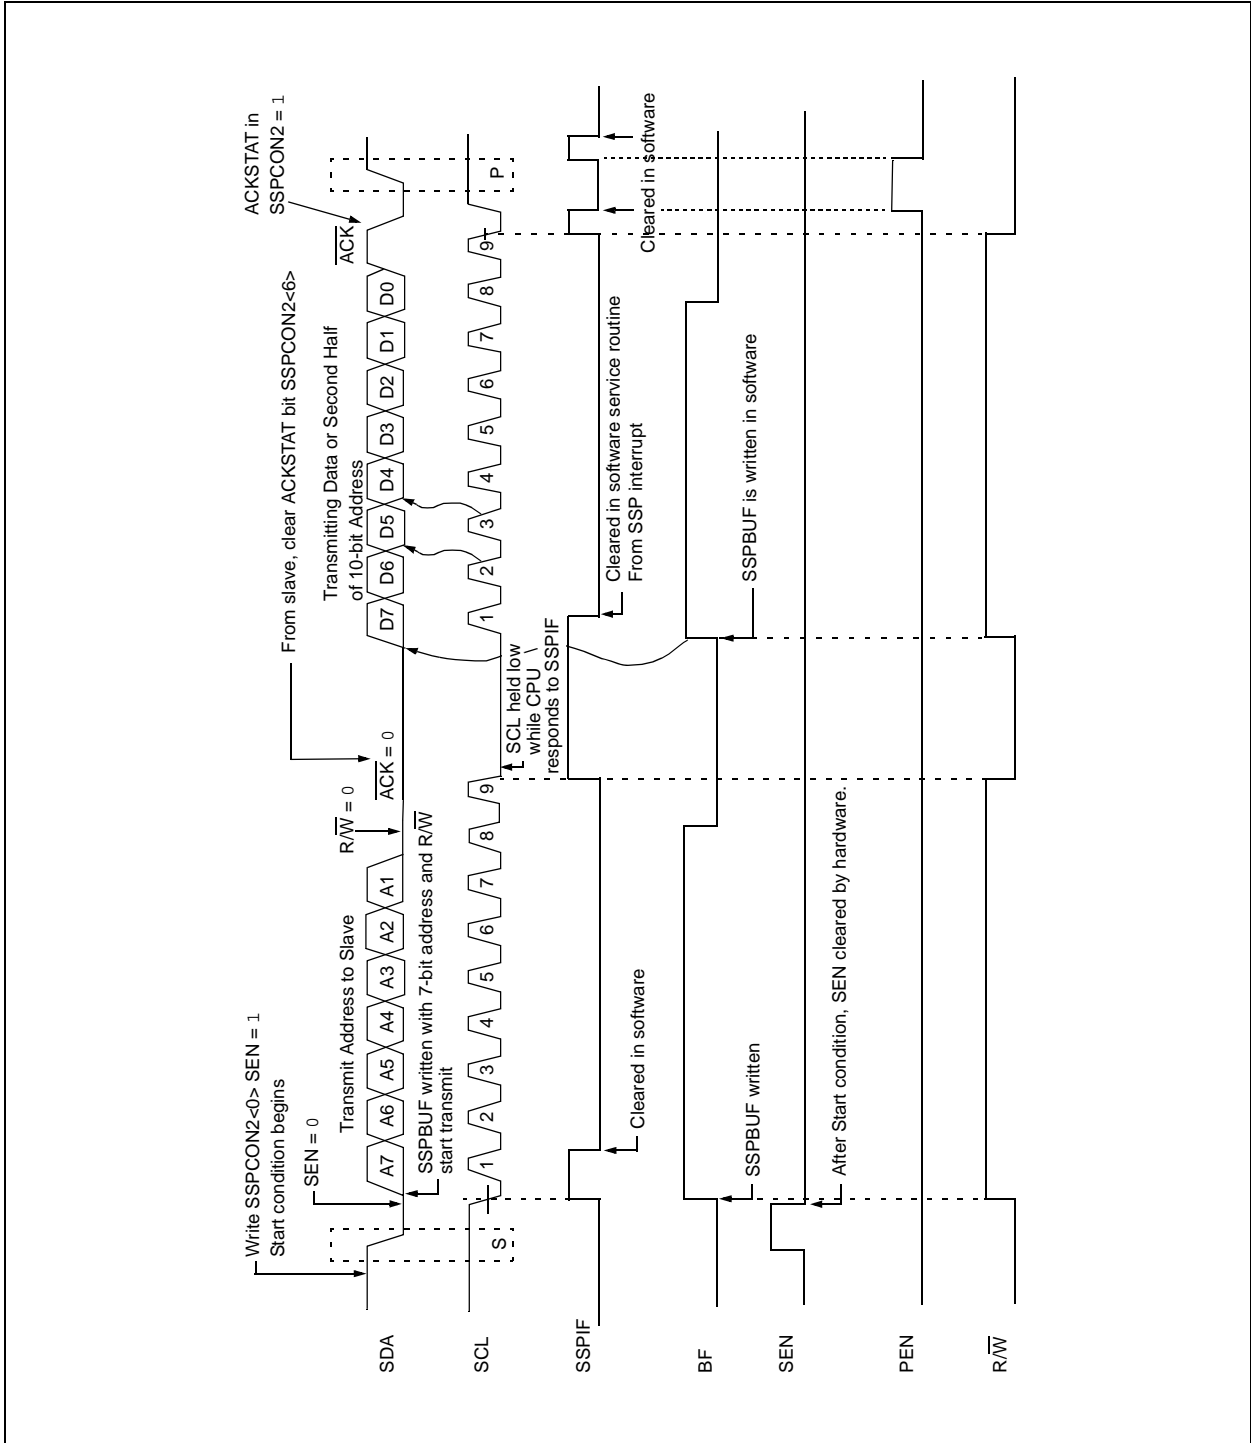 Write SSPCON2<0> SEN = 1
Start condition begins
SEN = 0
Transmit Address to Slave
R/W = 0
ACK = 0
From slave, clear ACKSTAT bit SSPCON2<6>
Transmitting Data or Second Half
of 10-bit Address
ACK
ACKSTAT in
SSPCON2 = 1
SDA
A7 A6 A5 A4 A3 A2 A1
D7 D6 D5 D4 D3 D2 D1 D0
SSPBUF written with 7-bit address and R/W
start transmit
SCL
S
1 2 3 4 5 6 7 8 9
1 2 3 4 5 6 7 8 9
P
SCL held low
while CPU
responds to SSPIF
SSPIF
Cleared in software
Cleared in software service routine
From SSP interrupt
Cleared in software
BF
SSPBUF written
SSPBUF is written in software
SEN
After Start condition, SEN cleared by hardware.
PEN
R/W